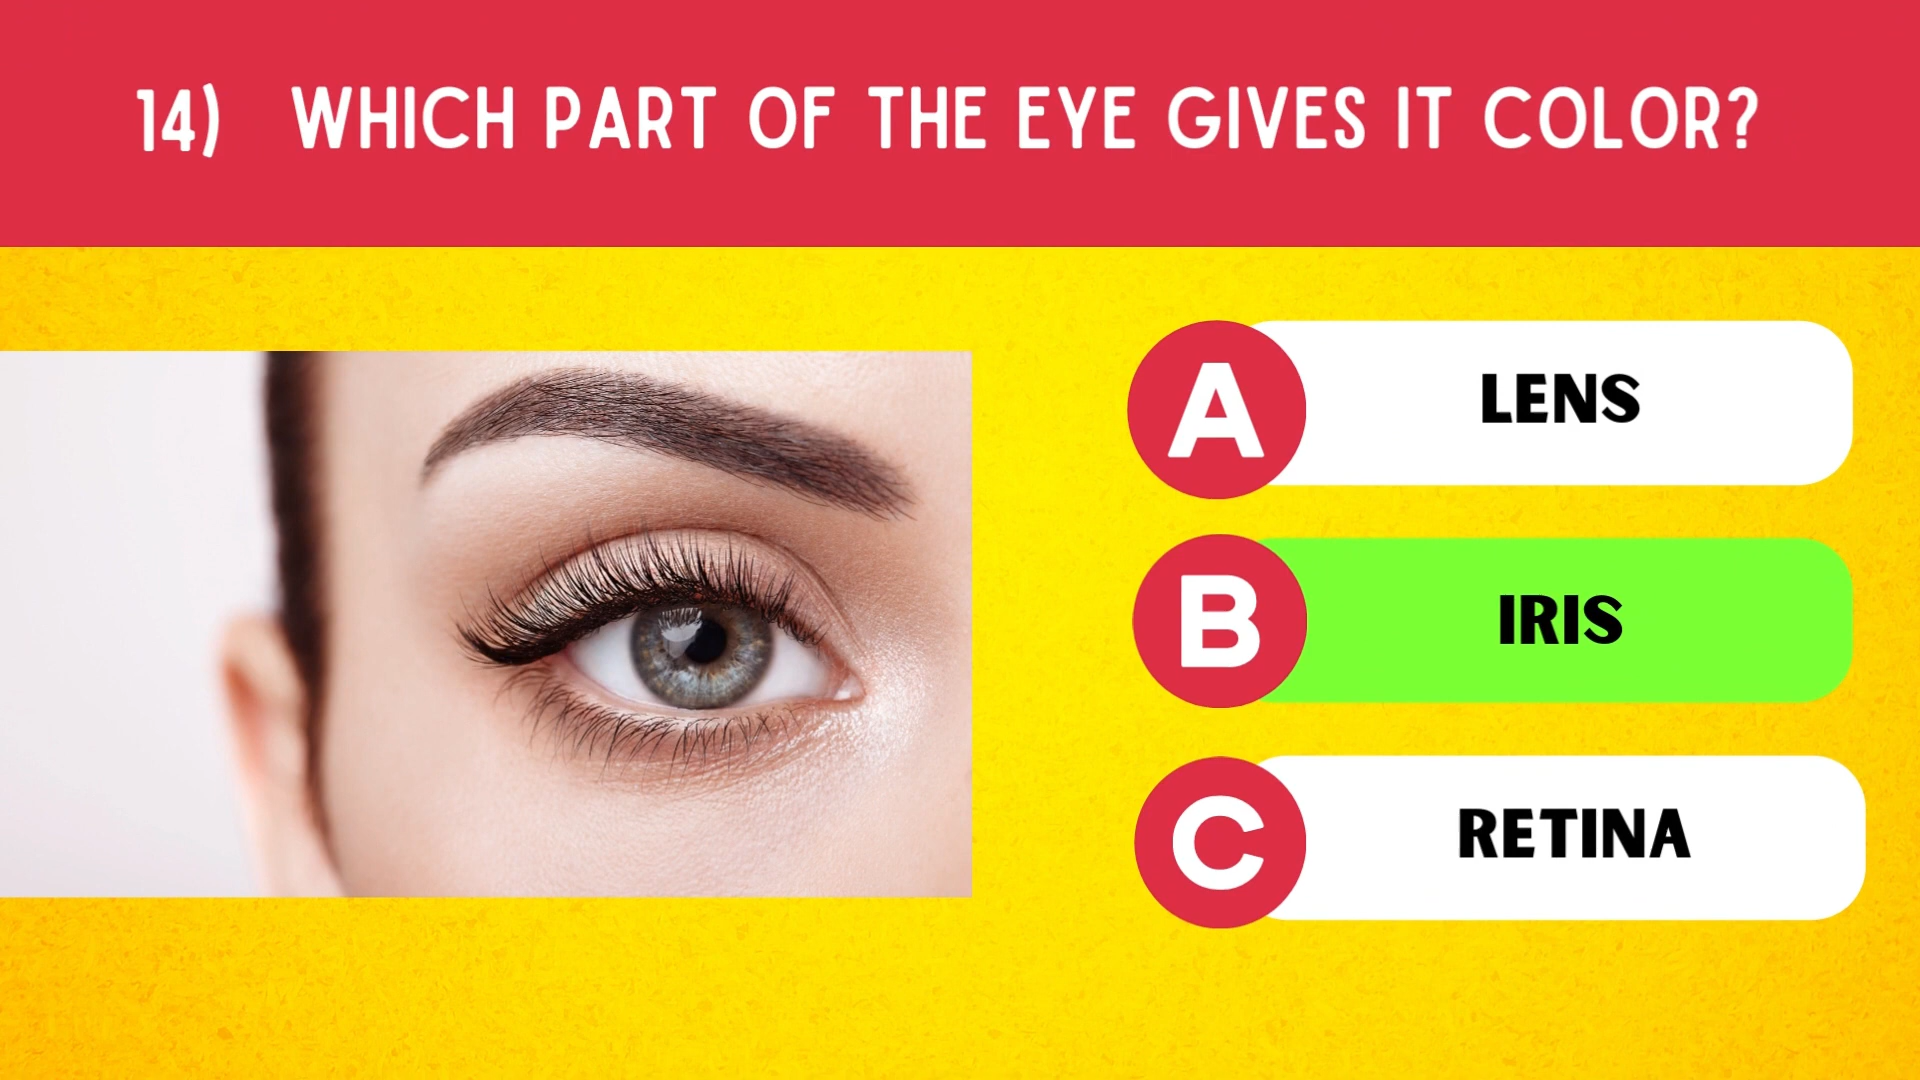 14) WHICH PART OF THE EYE GIVES IT COLOR?
A LENS
B IRIS
C RETINA